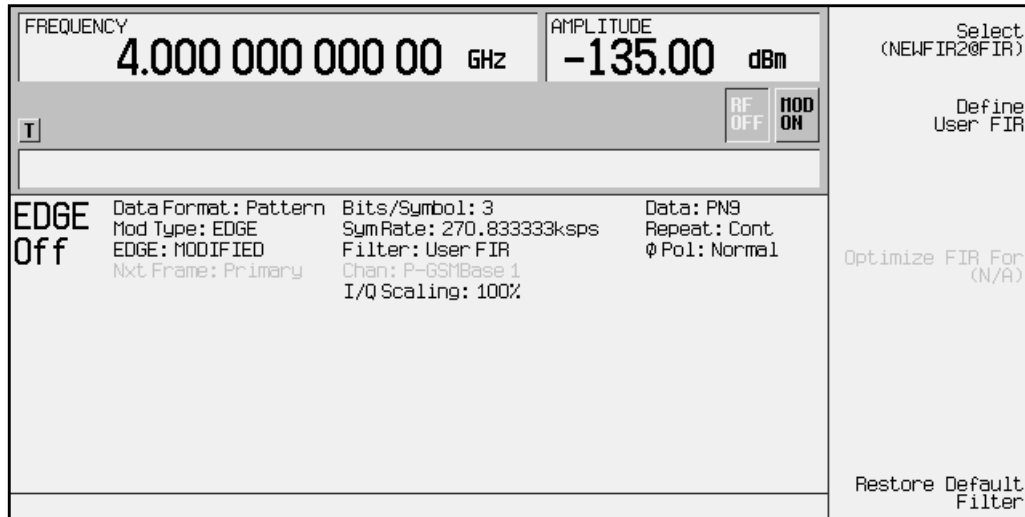 FREQUENCY
4.000 000 000 00 GHz
AMPLITUDE
-135.00 dBm
RF OFF
MOD ON
T
EDGE Off
Data Format: Pattern
Mod Type: EDGE
EDGE: MODIFIED
Nxt Frame: Primary
Bits/Symbol: 3
Sym Rate: 270.833333ksps
Filter: User FIR
Chan: P-GSMBase 1
I/Q Scaling: 100%
Data: PN9
Repeat: Cont
Φ Pol: Normal
Select
(NEWFIR2@FIR)
Define
User FIR
Optimize FIR For
(N/A)
Restore Default
Filter